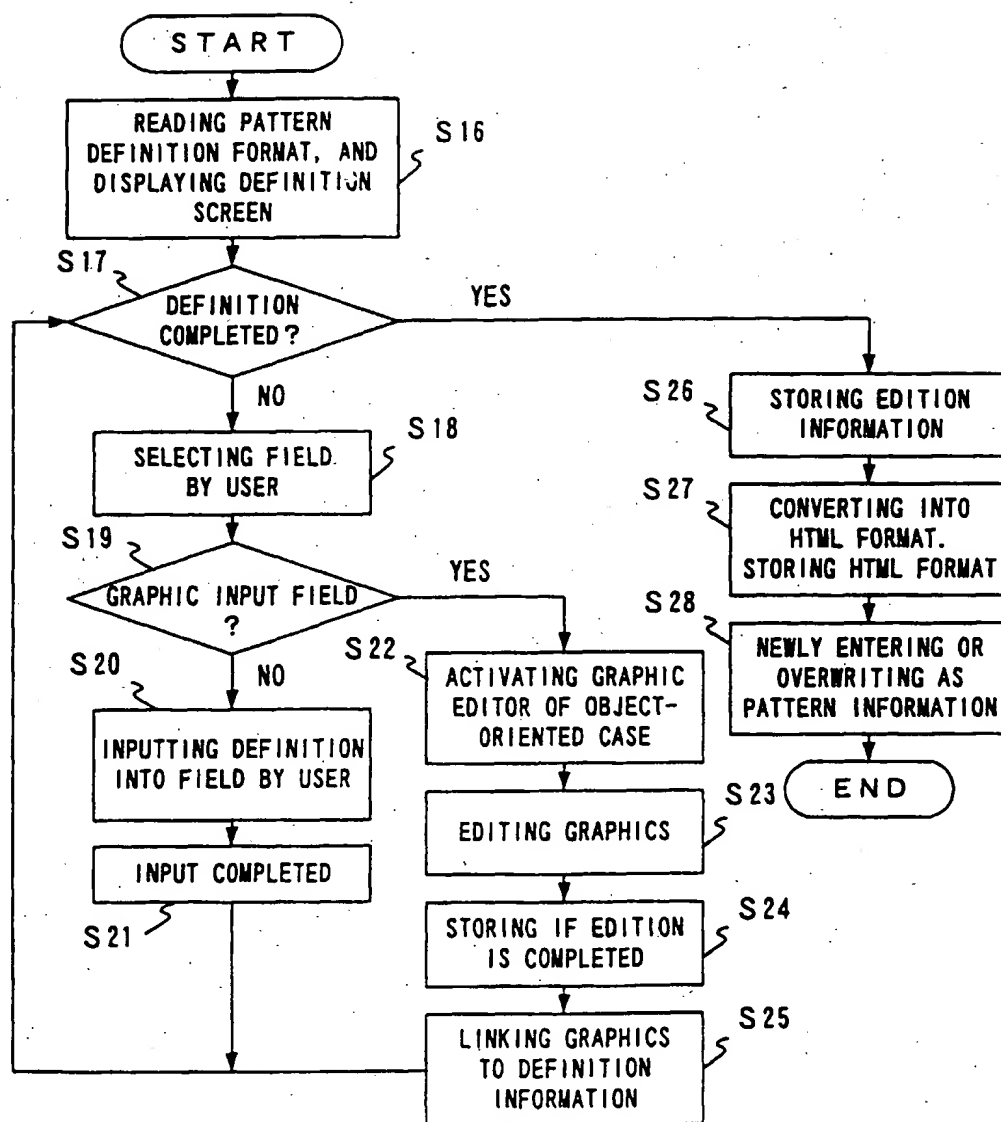 START
READING PATTERN
DEFINITION FORMAT, AND
DISPLAYING DEFINITION
SCREEN
S16
S17
DEFINITION
COMPLETED?
YES
NO
S18
SELECTING FIELD
BY USER
S19
GRAPHIC INPUT FIELD
?
YES
NO
S20
INPUTTING DEFINITION
INTO FIELD BY USER
INPUT COMPLETED
S21
S22
ACTIVATING GRAPHIC
EDITOR OF OBJECT-
ORIENTED CASE
S23
EDITING GRAPHICS
S24
STORING IF EDITION
IS COMPLETED
S25
LINKING GRAPHICS
TO DEFINITION
INFORMATION
S26
STORING EDITION
INFORMATION
S27
CONVERTING INTO
HTML FORMAT.
STORING HTML FORMAT
S28
NEWLY ENTERING OR
OVERWRITING AS
PATTERN INFORMATION
END